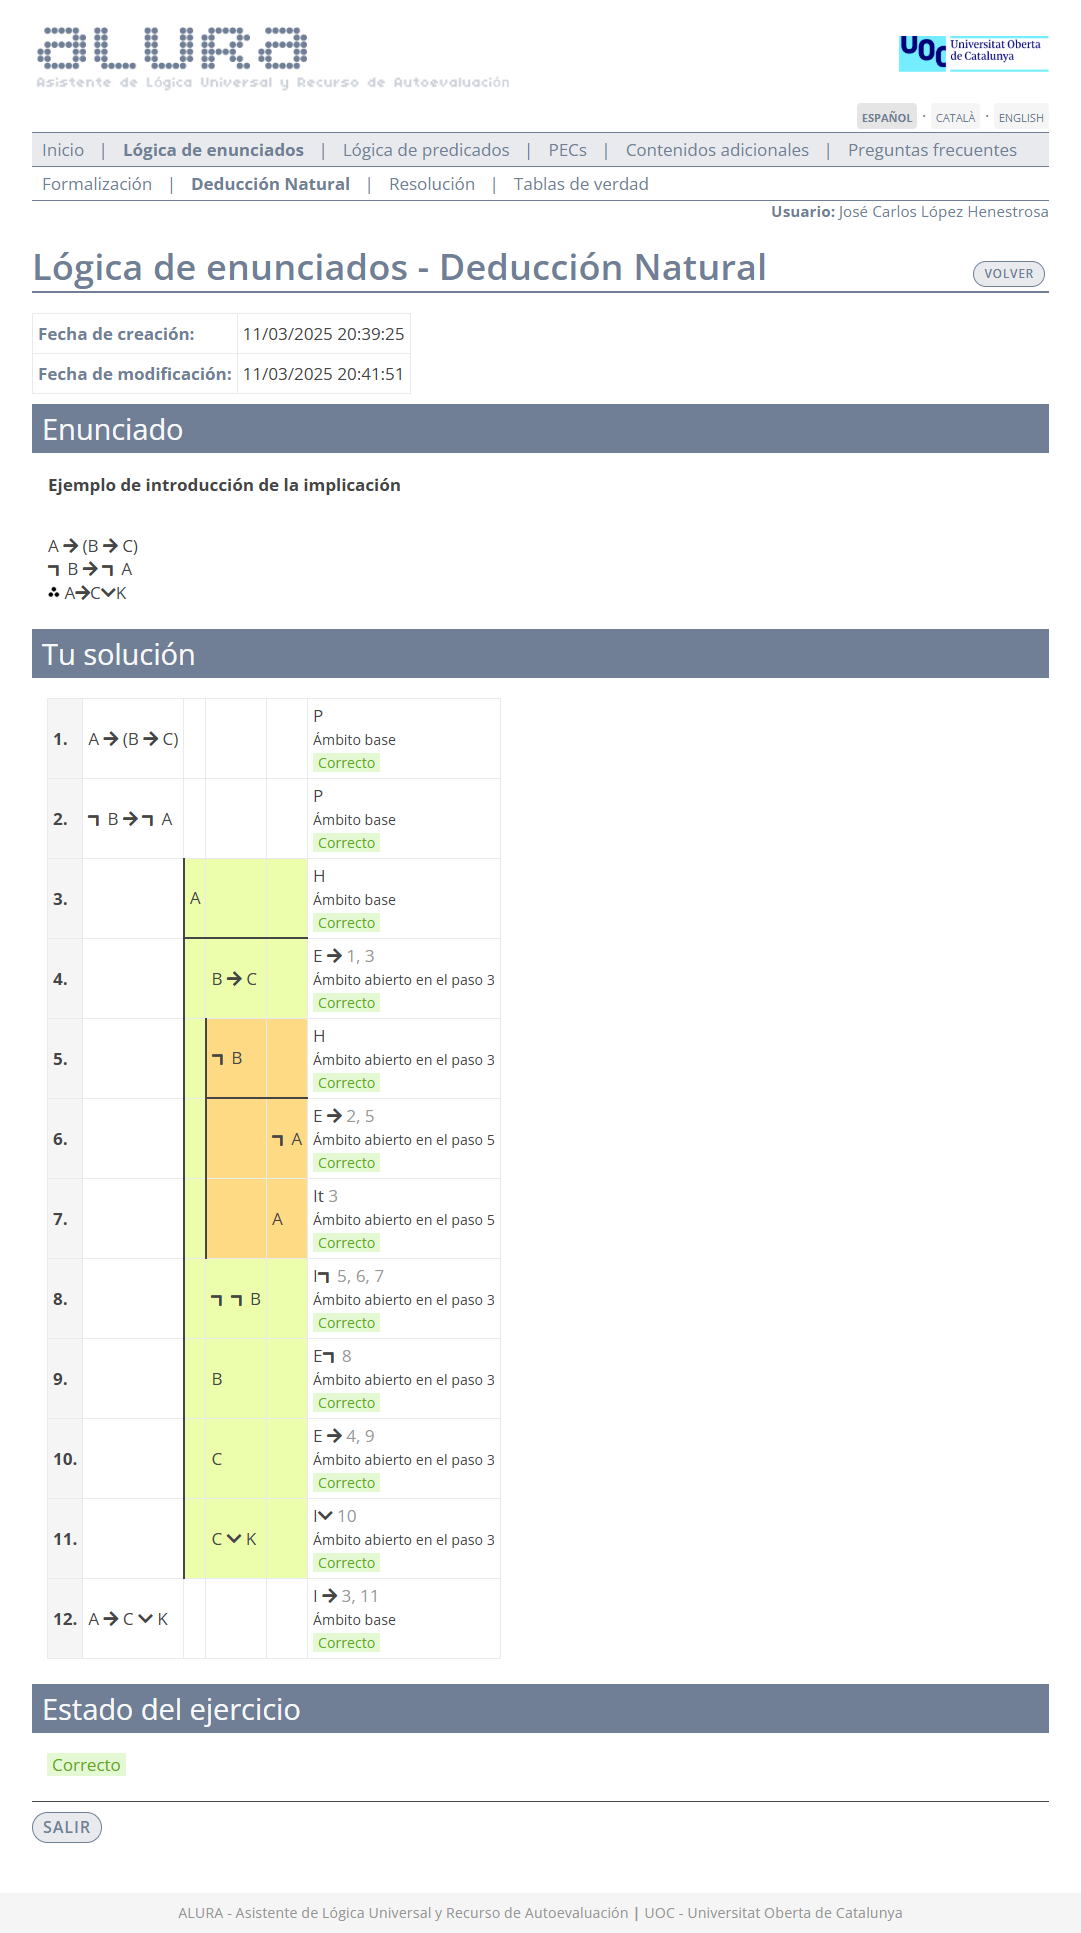 aLURa
Asistente de Lógica Universal y Recurso de Autoevaluación
UOC Universitat Oberta
de Catalunya
ESPAÑOL · CATALÀ · ENGLISH
Inicio | Lógica de enunciados | Lógica de predicados | PECs | Contenidos adicionales | Preguntas frecuentes
Formalización | Deducción Natural | Resolución | Tablas de verdad
Usuario: José Carlos López Henestrosa
Lógica de enunciados - Deducción Natural
VOLVER
Fecha de creación: 11/03/2025 20:39:25
Fecha de modificación: 11/03/2025 20:41:51
Enunciado
Ejemplo de introducción de la implicación
A → (B → C)
¬ B → ¬ A
∴ A→C∨K
Tu solución
P
1. A → (B → C) Ámbito base
Correcto
P
2. ¬ B → ¬ A Ámbito base
Correcto
H
3. A Ámbito base
Correcto
E → 1, 3
4. B → C Ámbito abierto en el paso 3
Correcto
H
5. ¬ B Ámbito abierto en el paso 3
Correcto
E → 2, 5
6. ¬ A Ámbito abierto en el paso 5
Correcto
It 3
7. A Ámbito abierto en el paso 5
Correcto
I¬ 5, 6, 7
8. ¬ ¬ B Ámbito abierto en el paso 3
Correcto
E¬ 8
9. B Ámbito abierto en el paso 3
Correcto
E → 4, 9
10. C Ámbito abierto en el paso 3
Correcto
I∨ 10
11. C ∨ K Ámbito abierto en el paso 3
Correcto
I → 3, 11
12. A → C ∨ K Ámbito base
Correcto
Estado del ejercicio
Correcto
SALIR
ALURA - Asistente de Lógica Universal y Recurso de Autoevaluación | UOC - Universitat Oberta de Catalunya